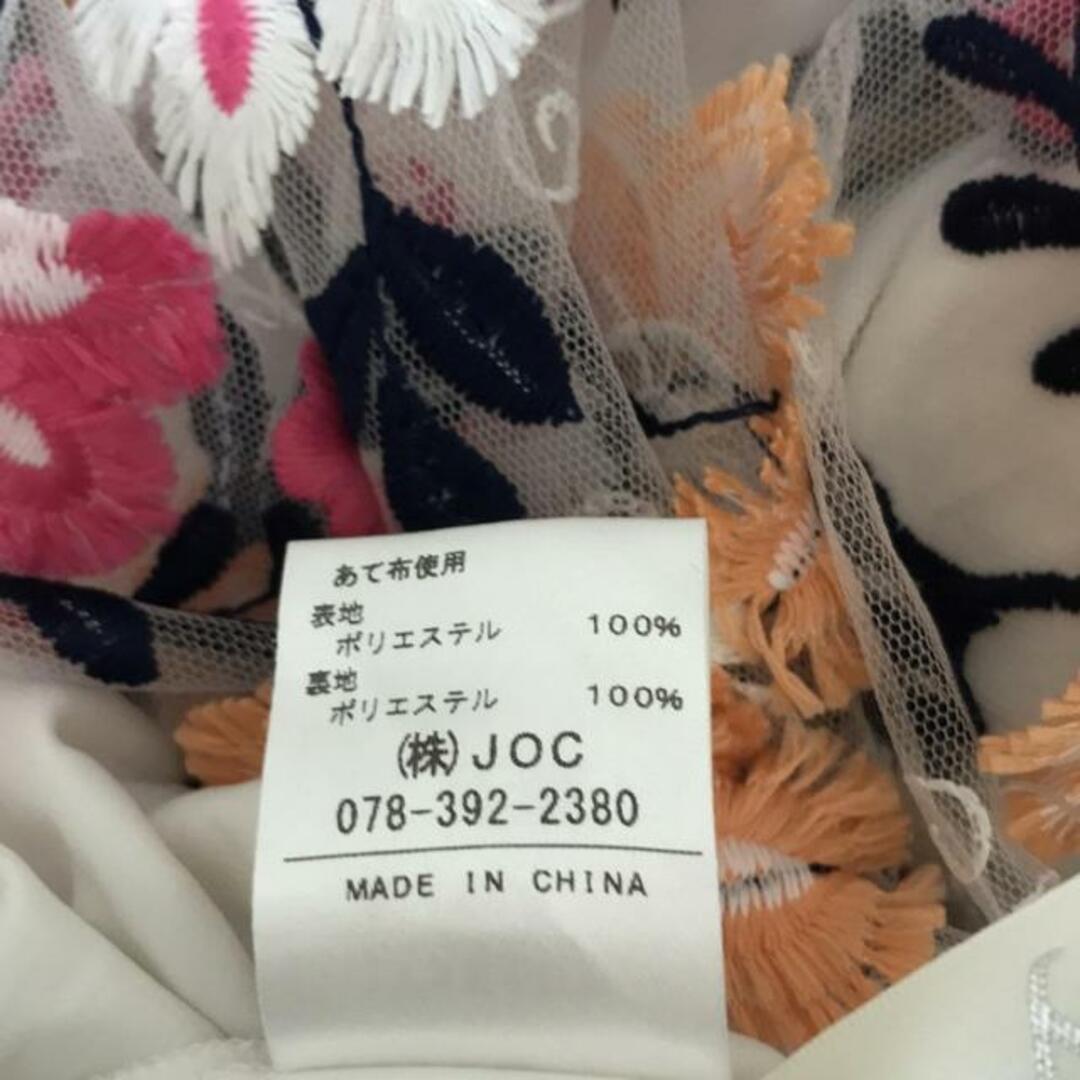 あて布使用
表地
ポリエステル 100%
裏地
ポリエステル 100%
(株)JOC
078-392-2380
MADE IN CHINA